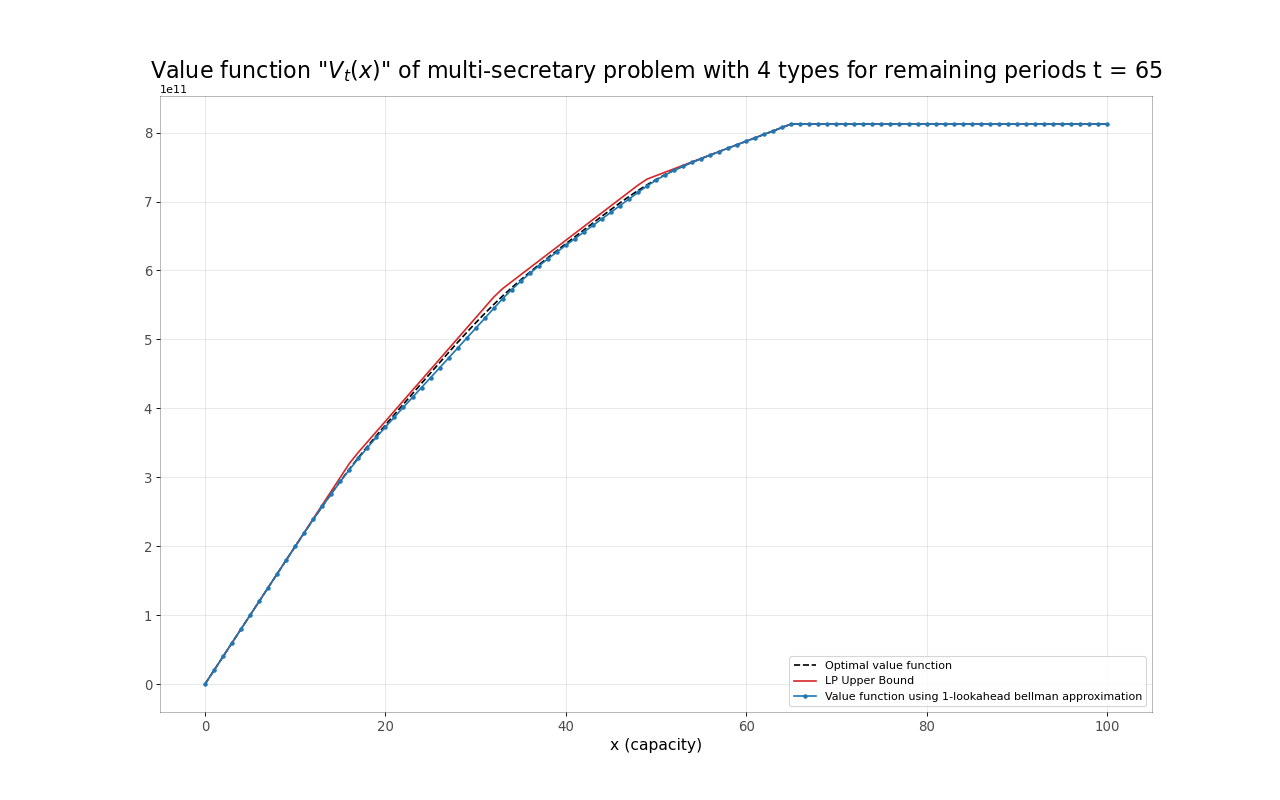 Value function "V_t(x)" of multi-secretary problem with 4 types for remaining periods t = 65
1e11
8
7
6
5
4
3
2
1
0
0 20 40 60 80 100
x (capacity)
Optimal value function
LP Upper Bound
Value function using 1-lookahead bellman approximation